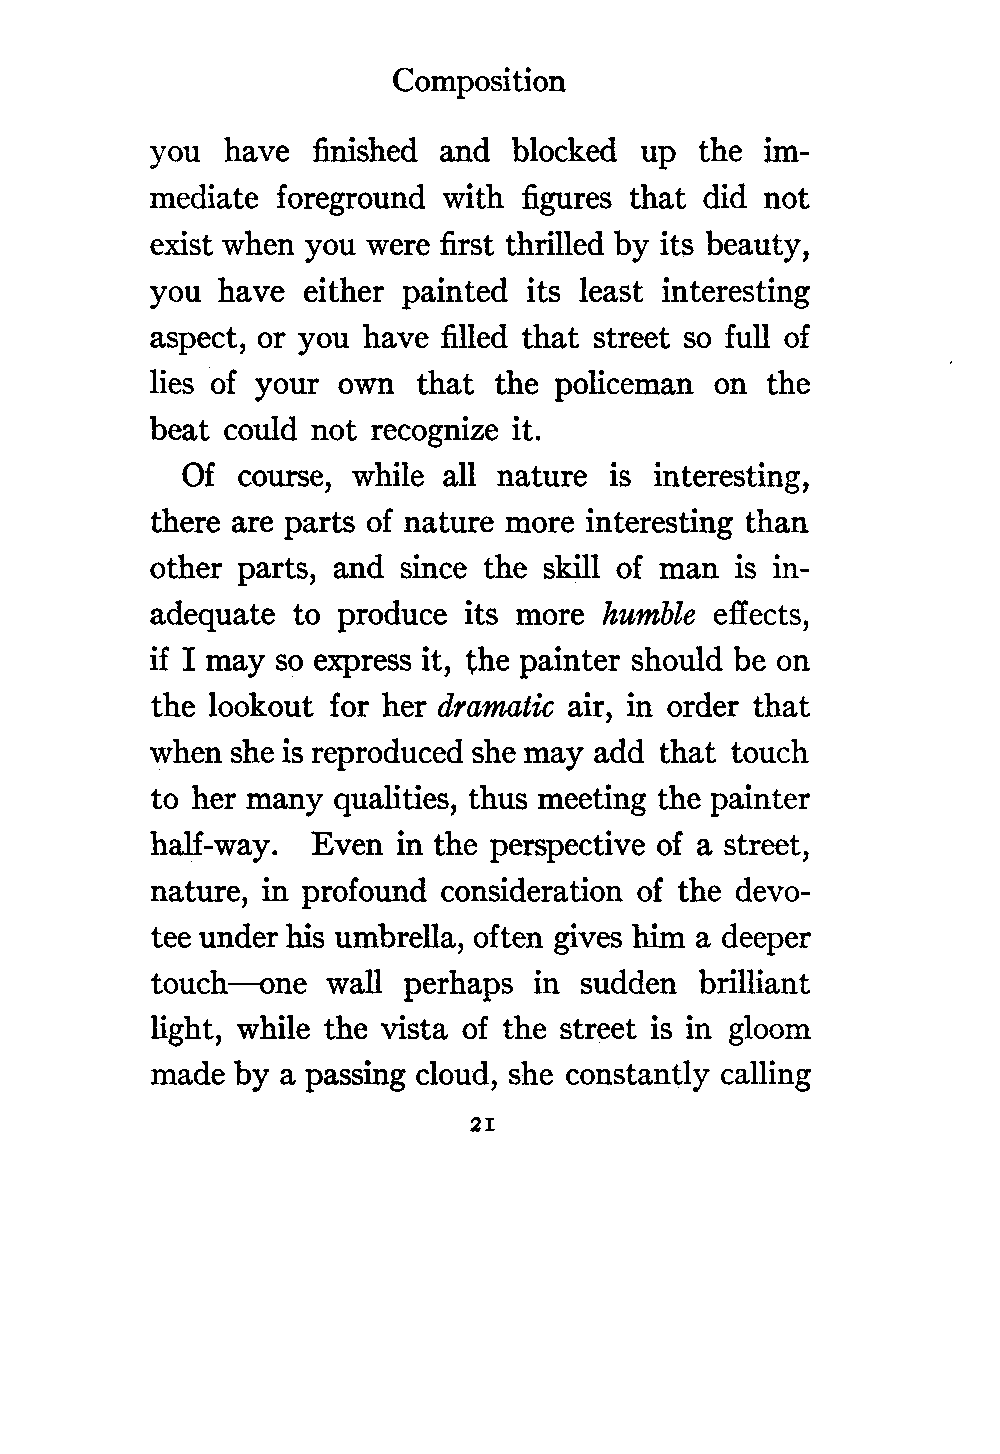 Composition
you have finished and blocked up the im-
mediate foreground with figures that did not
exist when you were first thrilled by its beauty,
you have either painted its least interesting
aspect, or you have filled that street so full of
lies of your own that the policeman on the
beat could not recognize it.
Of course, while all nature is interesting,
there are parts of nature more interesting than
other parts, and since the skill of man is in-
adequate to produce its more humble effects,
if I may so express it, the painter should be on
the lookout for her dramatic air, in order that
when she is reproduced she may add that touch
to her many qualities, thus meeting the painter
half-way. Even in the perspective of a street,
nature, in profound consideration of the devo-
tee under his umbrella, often gives him a deeper
touch—one wall perhaps in sudden brilliant
light, while the vista of the street is in gloom
made by a passing cloud, she constantly calling
21